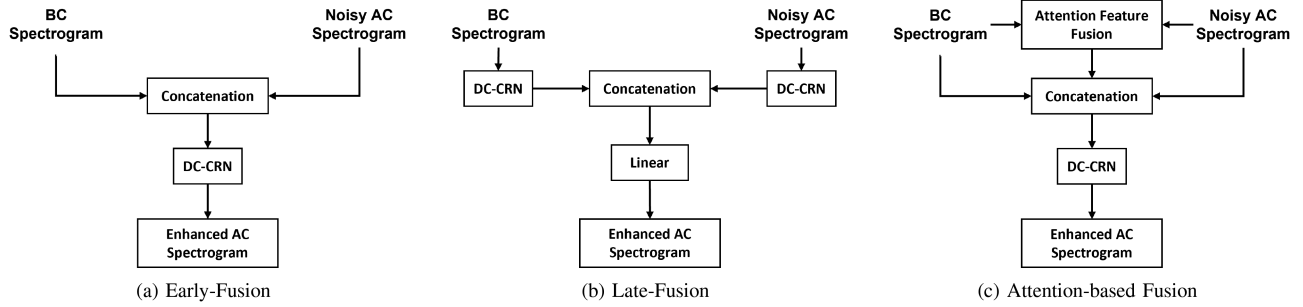 BC
Spectrogram
Noisy AC
Spectrogram
Concatenation
DC-CRN
Enhanced AC
Spectrogram
(a) Early-Fusion
BC
Spectrogram
Noisy AC
Spectrogram
DC-CRN
Concatenation
DC-CRN
Linear
Enhanced AC
Spectrogram
(b) Late-Fusion
BC
Spectrogram
Attention Feature
Fusion
Noisy AC
Spectrogram
Concatenation
DC-CRN
Enhanced AC
Spectrogram
(c) Attention-based Fusion